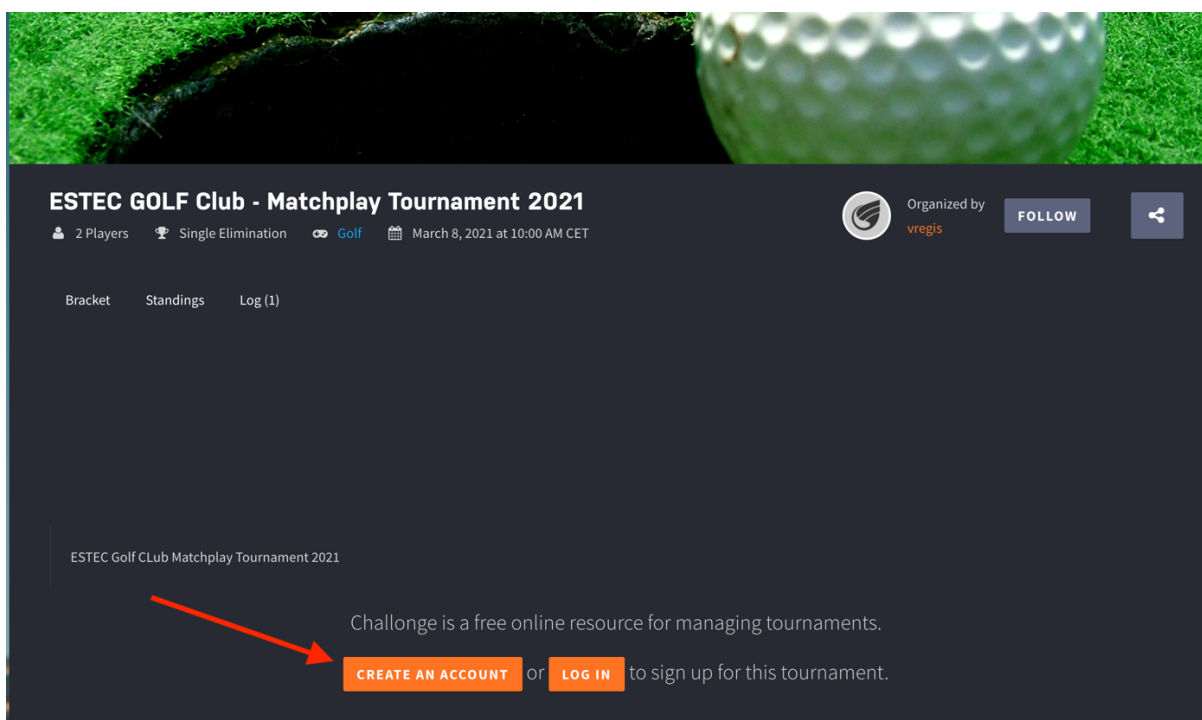 ESTEC GOLF Club - Matchplay Tournament 2021
2 Players Single Elimination Golf March 8, 2021 at 10:00 AM CET
Organized by
vregis
FOLLOW
Bracket Standings Log (1)
ESTEC Golf CLub Matchplay Tournament 2021
Challonge is a free online resource for managing tournaments.
CREATE AN ACCOUNT or LOG IN to sign up for this tournament.